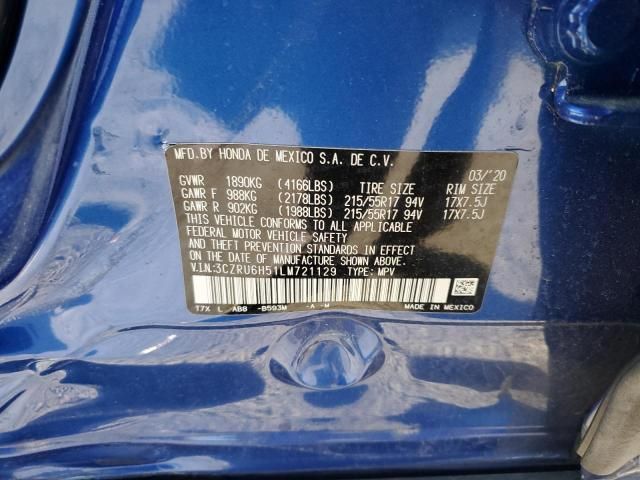 MFD.BY HONDA DE MEXICO S.A. DE C.V.
03/'20
GVWR 1890KG (4166LBS) TIRE SIZE RIM SIZE
GAWR F 988KG (2178LBS) 215/55R17 94V 17X7.5J
GAWR R 902KG (1988LBS) 215/55R17 94V 17X7.5J
THIS VEHICLE CONFORMS TO ALL APPLICABLE
FEDERAL MOTOR VEHICLE SAFETY
AND THEFT PREVENTION STANDARDS IN EFFECT
ON THE DATE OF MANUFACTURE SHOWN ABOVE.
V.I.N:3CZRU6H51LM721129 TYPE: MPV
T7X L AB8 -B593M -A -M MADE IN MEXICO